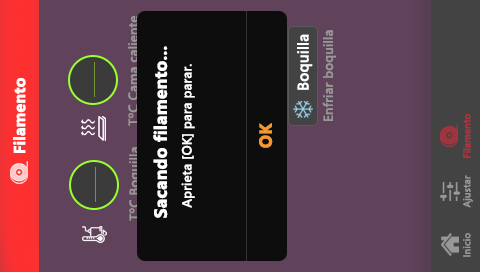 Filamento
T°C Boquilla
T°C Cama caliente
Sacando filamento...
Aprieta [OK] para parar.
OK
Boquilla
Enfriar boquilla
Inicio
Ajustar
Filamento